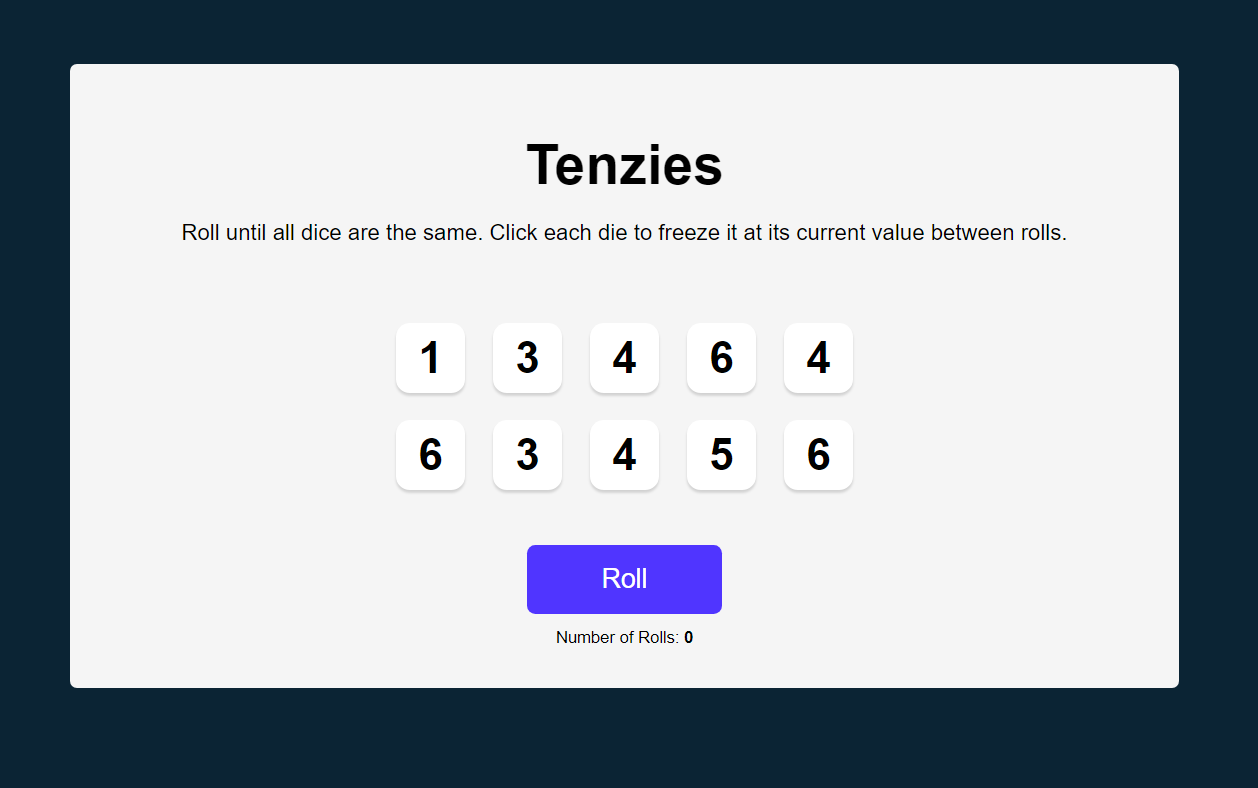 Tenzies
Roll until all dice are the same. Click each die to freeze it at its current value between rolls.
1 3 4 6 4
6 3 4 5 6
Roll
Number of Rolls: 0